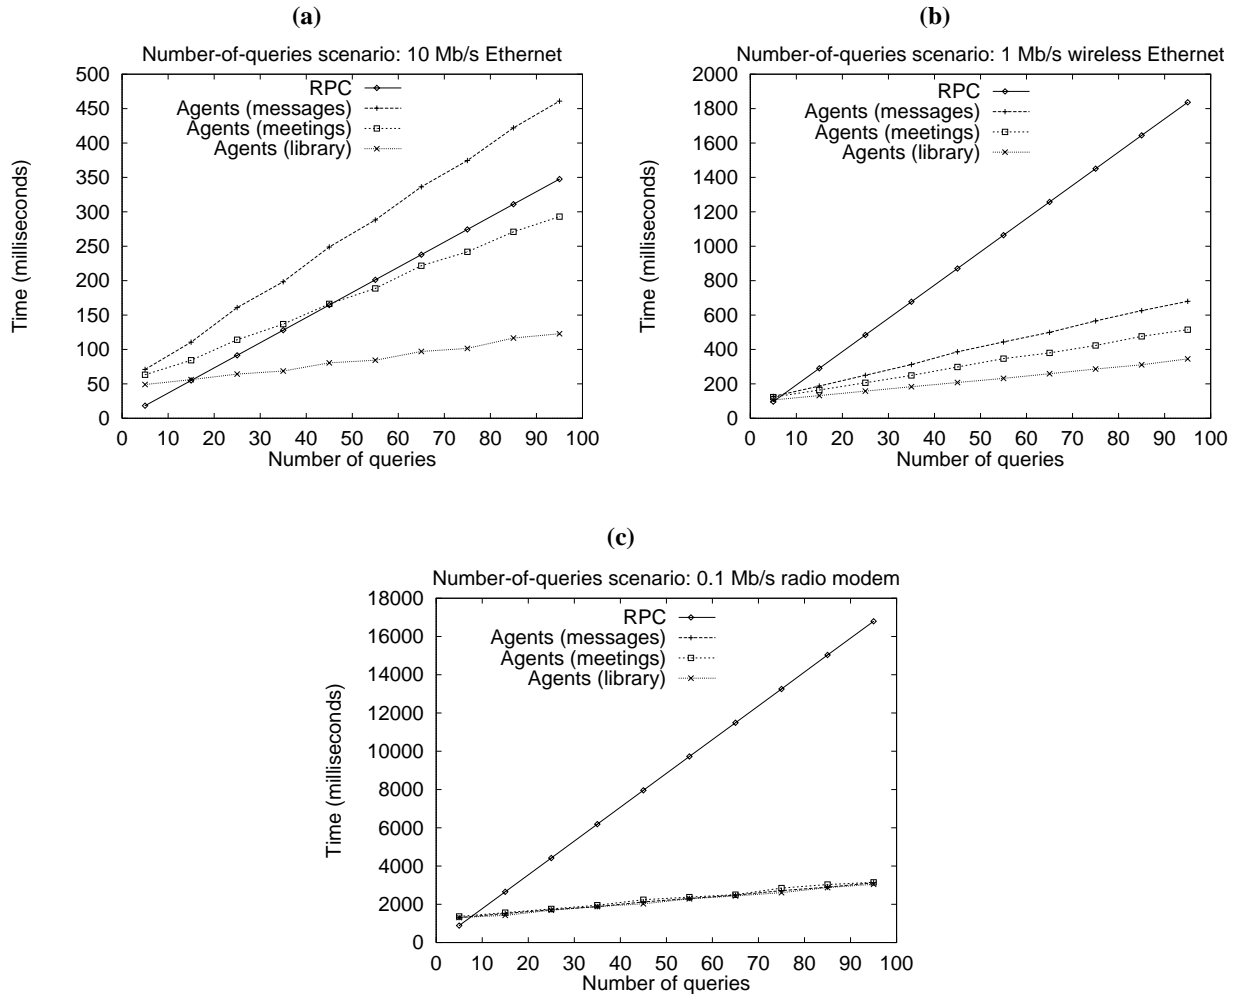 (a)
Number-of-queries scenario: 10 Mb/s Ethernet
500
450
400
350
300
250
200
150
100
50
0
Time (milliseconds)
RPC
Agents (messages)
Agents (meetings)
Agents (library)
0 10 20 30 40 50 60 70 80 90 100
Number of queries
(b)
Number-of-queries scenario: 1 Mb/s wireless Ethernet
2000
1800
1600
1400
1200
1000
800
600
400
200
0
Time (milliseconds)
RPC
Agents (messages)
Agents (meetings)
Agents (library)
0 10 20 30 40 50 60 70 80 90 100
Number of queries
(c)
Number-of-queries scenario: 0.1 Mb/s radio modem
18000
16000
14000
12000
10000
8000
6000
4000
2000
0
Time (milliseconds)
RPC
Agents (messages)
Agents (meetings)
Agents (library)
0 10 20 30 40 50 60 70 80 90 100
Number of queries